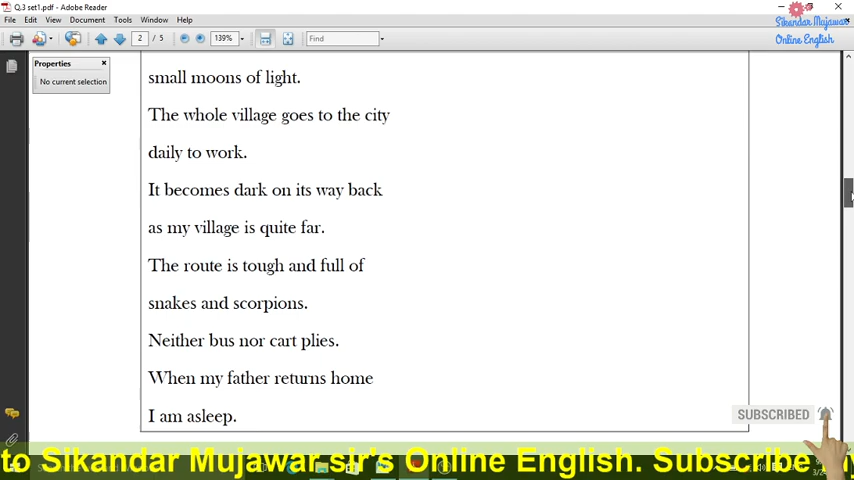 Q.3 set1.pdf - Adobe Reader
File Edit View Document Tools Window Help
Sikandar Mujawar
Online English
2 / 5 139% Find
Properties
No current selection
small moons of light.
The whole village goes to the city
daily to work.
It becomes dark on its way back
as my village is quite far.
The route is tough and full of
snakes and scorpions.
Neither bus nor cart plies.
When my father returns home
I am asleep.
SUBSCRIBED
to Sikandar Mujawar sir's Online English. Subscribe